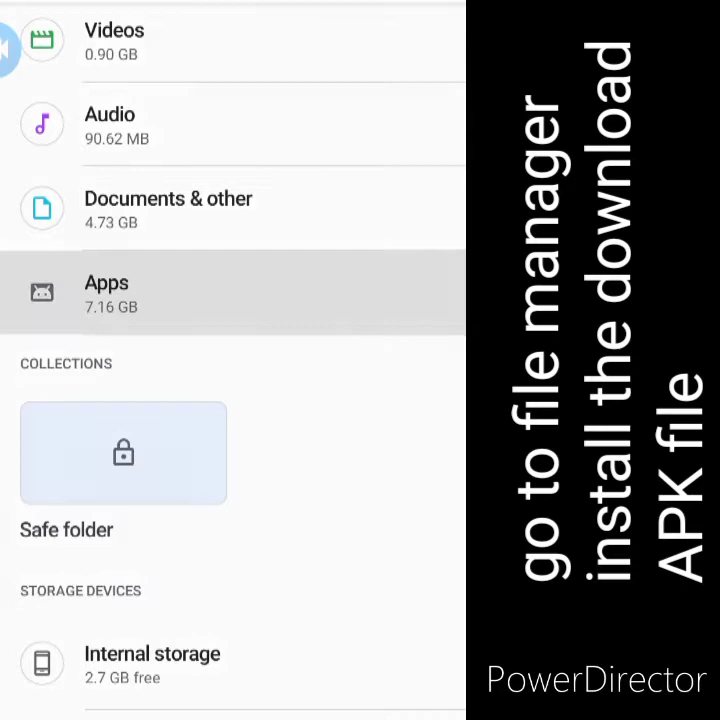 Videos
0.90 GB
Audio
90.62 MB
Documents & other
4.73 GB
Apps
7.16 GB
COLLECTIONS
Safe folder
STORAGE DEVICES
Internal storage
2.7 GB free
go to file manager
install the download
APK file
PowerDirector